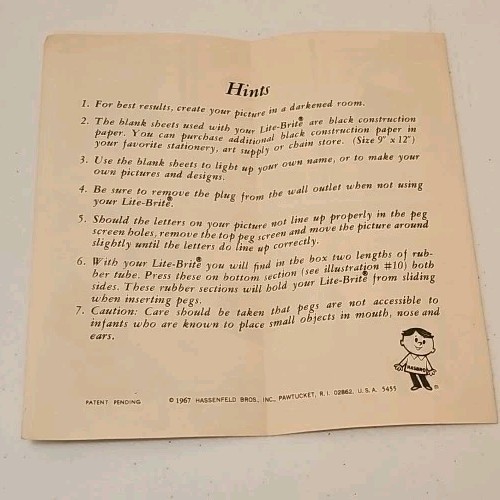 Hints
1. For best results, create your picture in a darkened room.
2. The blank sheets used with your Lite-Brite® are black construction
paper. You can purchase additional black construction paper in
your favorite stationery, art supply or chain store. (Size 9" x 12")
3. Use the blank sheets to light up your own name, or to make your
own pictures and designs.
4. Be sure to remove the plug from the wall outlet when not using
your Lite-Brite®.
5. Should the letters on your picture not line up properly in the peg
screen holes, remove the top peg screen and move the picture around
slightly until the letters do line up correctly.
6. With your Lite-Brite® you will find in the box two lengths of rub-
ber tube. Press these on bottom section (see illustration #10) both
sides. These rubber sections will hold your Lite-Brite® from sliding
when inserting pegs.
7. Caution: Care should be taken that pegs are not accessible to
infants who are known to place small objects in mouth, nose and
ears.
HASBRO
®
PATENT PENDING © 1967 HASSENFELD BROS., INC., PAWTUCKET, R. I. 02862, U. S. A. 5455